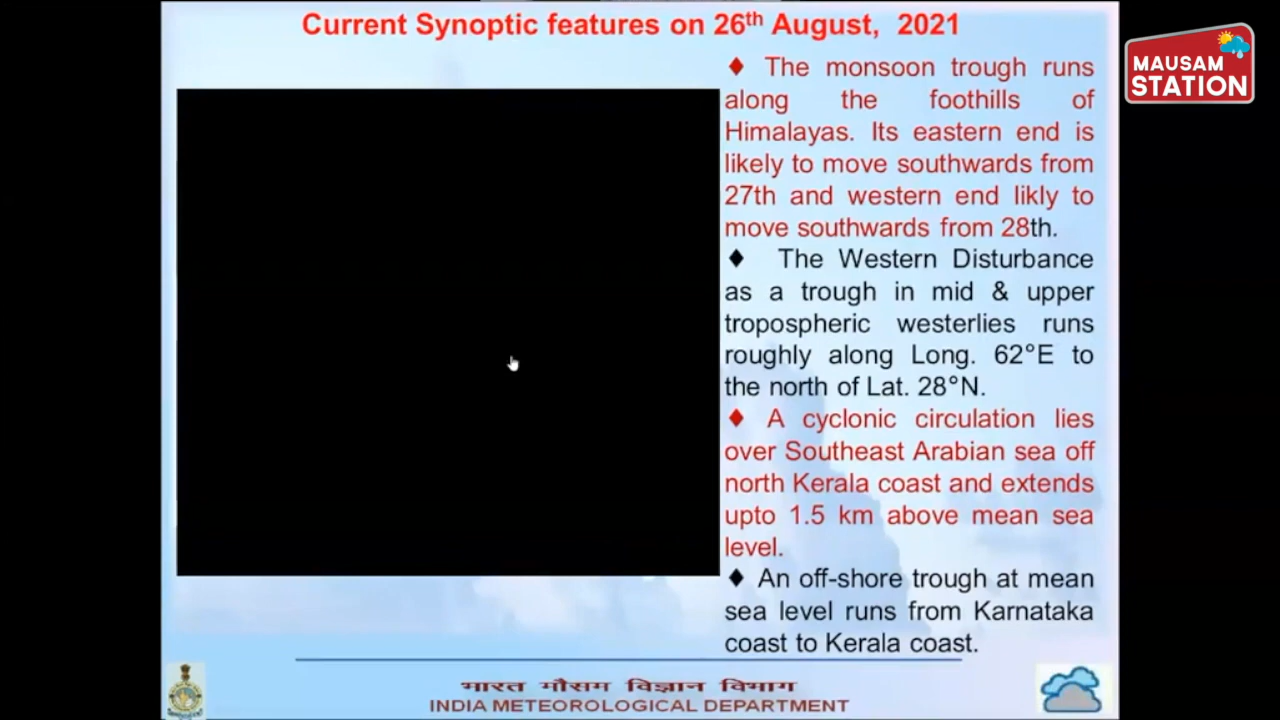 Current Synoptic features on 26th August, 2021
MAUSAM
STATION
♦ The monsoon trough runs
along the foothills of
Himalayas. Its eastern end is
likely to move southwards from
27th and western end likly to
move southwards from 28th.
♦ The Western Disturbance
as a trough in mid & upper
tropospheric westerlies runs
roughly along Long. 62°E to
the north of Lat. 28°N.
♦ A cyclonic circulation lies
over Southeast Arabian sea off
north Kerala coast and extends
upto 1.5 km above mean sea
level.
♦ An off-shore trough at mean
sea level runs from Karnataka
coast to Kerala coast.
भारत मौसम विज्ञान विभाग
INDIA METEOROLOGICAL DEPARTMENT